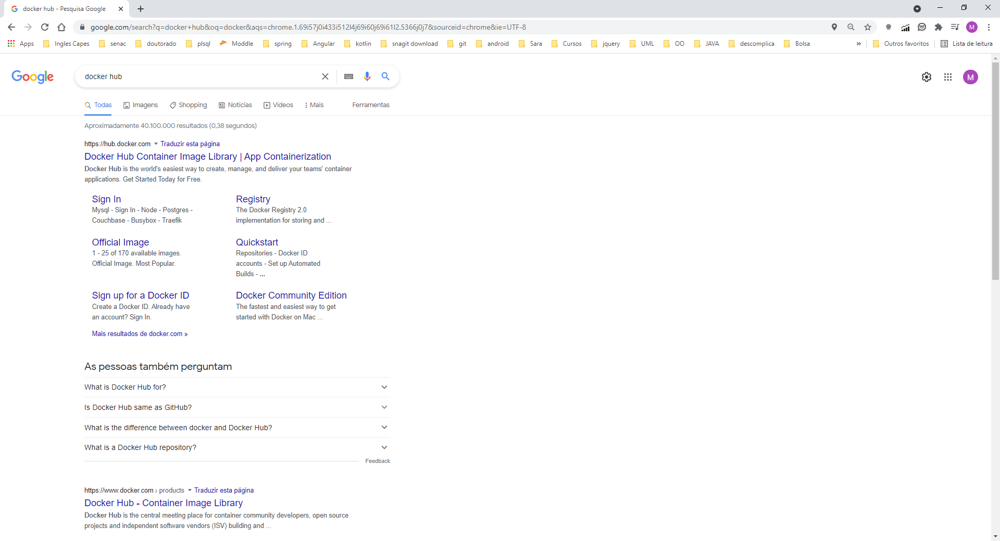 docker hub - Pesquisa Google
google.com/search?q=docker+hub&oq=docker&aqs=chrome.1.69i57j0i433i512l4j69i60j69i61l2.5366j0j7&sourceid=chrome&ie=UTF-8
M
Apps Ingles Capes senac doutorado plsql Moddle spring Angular kotlin snagit download git android Sara Cursos jquery UML OO JAVA descomplica Bolsa » Outros favoritos Lista de leitura
Google docker hub M
Todas Imagens Shopping Notícias Vídeos Mais Ferramentas
Aproximadamente 40.100.000 resultados (0,38 segundos)
https://hub.docker.com Traduzir esta página
Docker Hub Container Image Library | App Containerization
Docker Hub is the world's easiest way to create, manage, and deliver your teams' container
applications. Get Started Today for Free.
Sign In
Mysql - Sign In - Node - Postgres -
Couchbase - Busybox - Traefik
Registry
The Docker Registry 2.0
implementation for storing and ...
Official Image
1 - 25 of 170 available images.
Official Image. Most Popular.
Quickstart
Repositories - Docker ID
accounts - Set up Automated
Builds - ...
Sign up for a Docker ID
Create a Docker ID. Already have
an account? Sign In.
Docker Community Edition
The fastest and easiest way to get
started with Docker on Mac ...
Mais resultados de docker.com »
As pessoas também perguntam
What is Docker Hub for?
Is Docker Hub same as GitHub?
What is the difference between docker and Docker Hub?
What is a Docker Hub repository?
Feedback
https://www.docker.com › products Traduzir esta página
Docker Hub - Container Image Library
Docker Hub is the central meeting place for container community developers, open source
projects and independent software vendors (ISV) building and ...